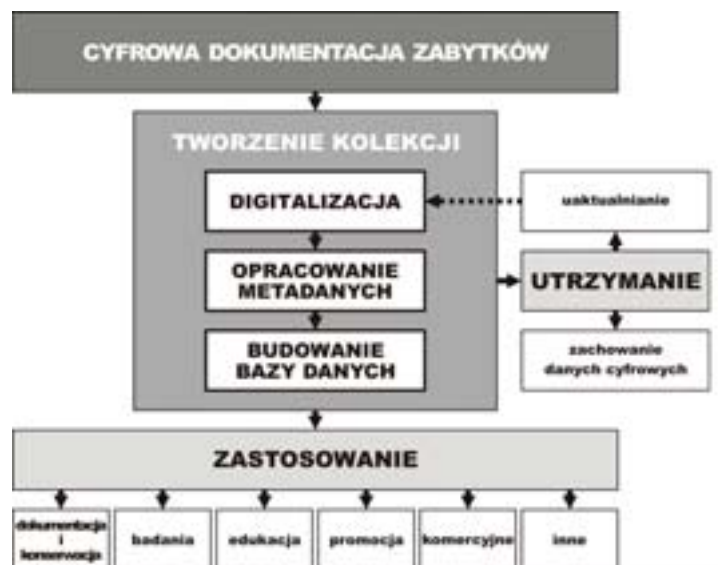 CYFROWA DOKUMENTACJA ZABYTKÓW
TWORZENIE KOLEKCJI
DIGITALIZACJA
uaktualnianie
OPRACOWANIE
METADANYCH
UTRZYMANIE
BUDOWANIE
BAZY DANYCH
zachowanie
danych cyfrowych
ZASTOSOWANIE
dokumentacja
i
konserwacja
badania
edukacja
promocja
komercyjne
inne